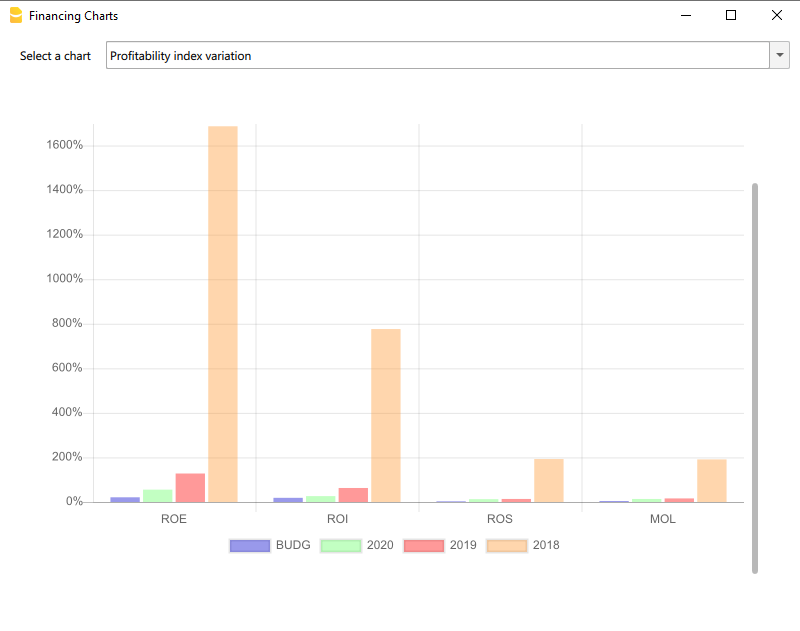 Financing Charts
Select a chart
Profitability index variation
1600%
1400%
1200%
1000%
800%
600%
400%
200%
0%
ROE ROI ROS MOL
BUDG 2020 2019 2018